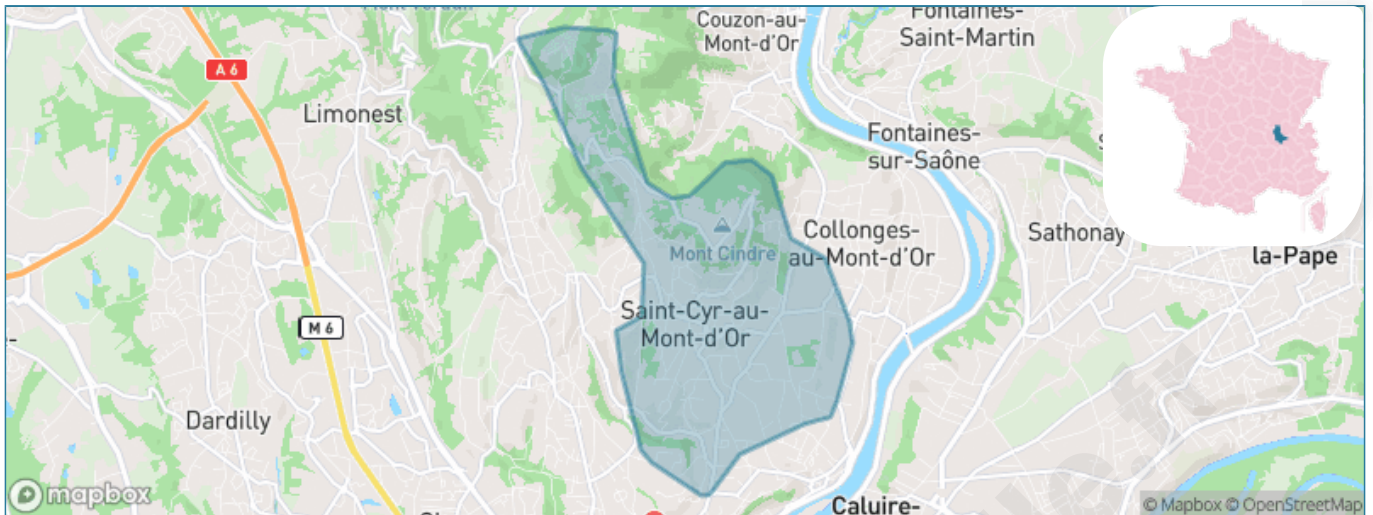 Couzon-au-
Mont-d'Or
Fontaines-
Saint-Martin
A 6
Limonest
Fontaines-
sur-Saône
Mont Cindre
Collonges-
au-Mont-d'Or
Sathonay
la-Pape
Saint-Cyr-au-
Mont-d'Or
M 6
Dardilly
mapbox
Caluire-
© Mapbox © OpenStreetMap